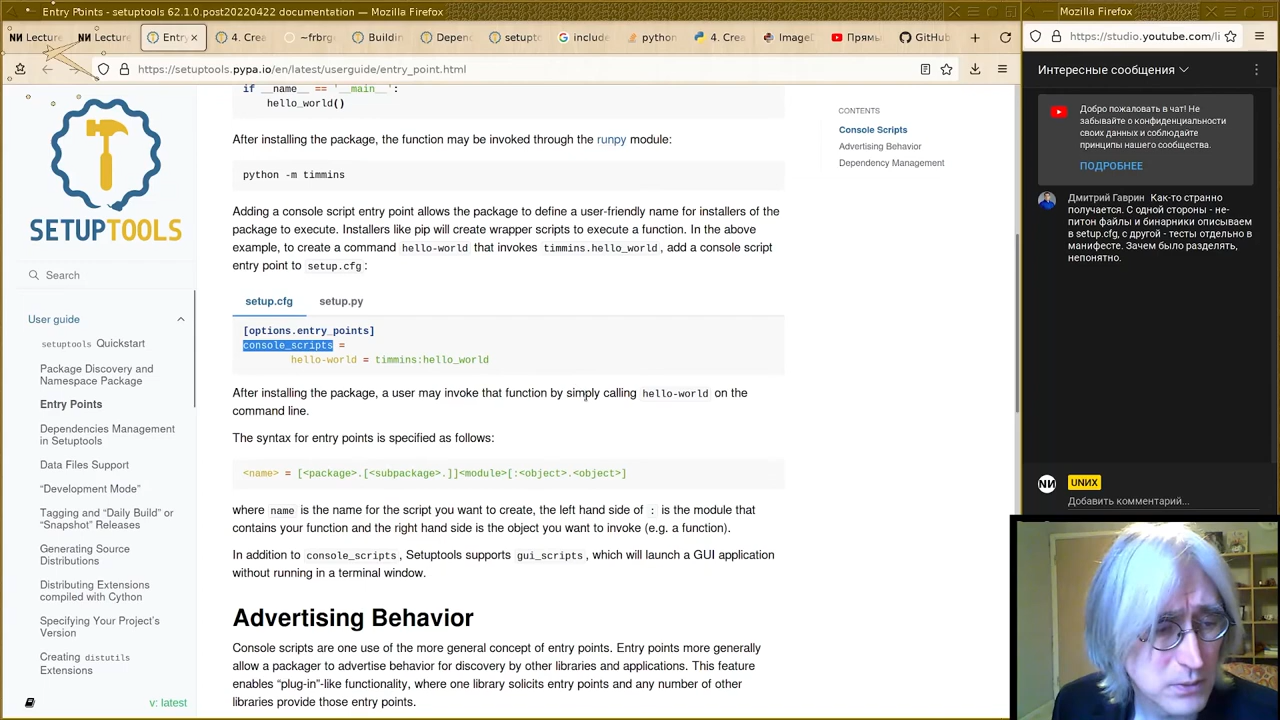 Entry Points - setuptools 62.1.0.post20220422 documentation — Mozilla Firefox
Mozilla Firefox
Lecture
Lecture
Entry
4. Crea
~frbrg
Buildin
Depen
setupto
include
python
4. Crea
ImageD
Прямы
GitHub
https://setuptools.pypa.io/en/latest/userguide/entry_point.html
https://studio.youtube.com/li
SETUPTOOLS
Search
User guide
setuptools Quickstart
Package Discovery and
Namespace Package
Entry Points
Dependencies Management
in Setuptools
Data Files Support
“Development Mode”
Tagging and “Daily Build” or
“Snapshot” Releases
Generating Source
Distributions
Distributing Extensions
compiled with Cython
Specifying Your Project’s
Version
Creating distutils
Extensions
v: latest
if __name__ == '__main__':
hello_world()
After installing the package, the function may be invoked through the runpy module:
python -m timmins
Adding a console script entry point allows the package to define a user-friendly name for installers of the
package to execute. Installers like pip will create wrapper scripts to execute a function. In the above
example, to create a command hello-world that invokes timmins.hello_world, add a console script
entry point to setup.cfg:
setup.cfg setup.py
[options.entry_points]
console_scripts =
hello-world = timmins:hello_world
After installing the package, a user may invoke that function by simply calling hello-world on the
command line.
The syntax for entry points is specified as follows:
<name> = [<package>.[<subpackage>.]]<module>[:<object>.<object>]
where name is the name for the script you want to create, the left hand side of : is the module that
contains your function and the right hand side is the object you want to invoke (e.g. a function).
In addition to console_scripts, Setuptools supports gui_scripts, which will launch a GUI application
without running in a terminal window.
Advertising Behavior
Console scripts are one use of the more general concept of entry points. Entry points more generally
allow a packager to advertise behavior for discovery by other libraries and applications. This feature
enables “plug-in”-like functionality, where one library solicits entry points and any number of other
libraries provide those entry points.
CONTENTS
Console Scripts
Advertising Behavior
Dependency Management
Интересные сообщения
Добро пожаловать в чат! Не
забывайте о конфиденциальности
своих данных и соблюдайте
принципы нашего сообщества.
ПОДРОБНЕЕ
Дмитрий Гаврин Как-то странно
получается. С одной стороны - не-
питон файлы и бинарники описываем
в setup.cfg, с другой - тесты отдельно в
манифесте. Зачем было разделять,
непонятно.
UNИX
Добавить комментарий...